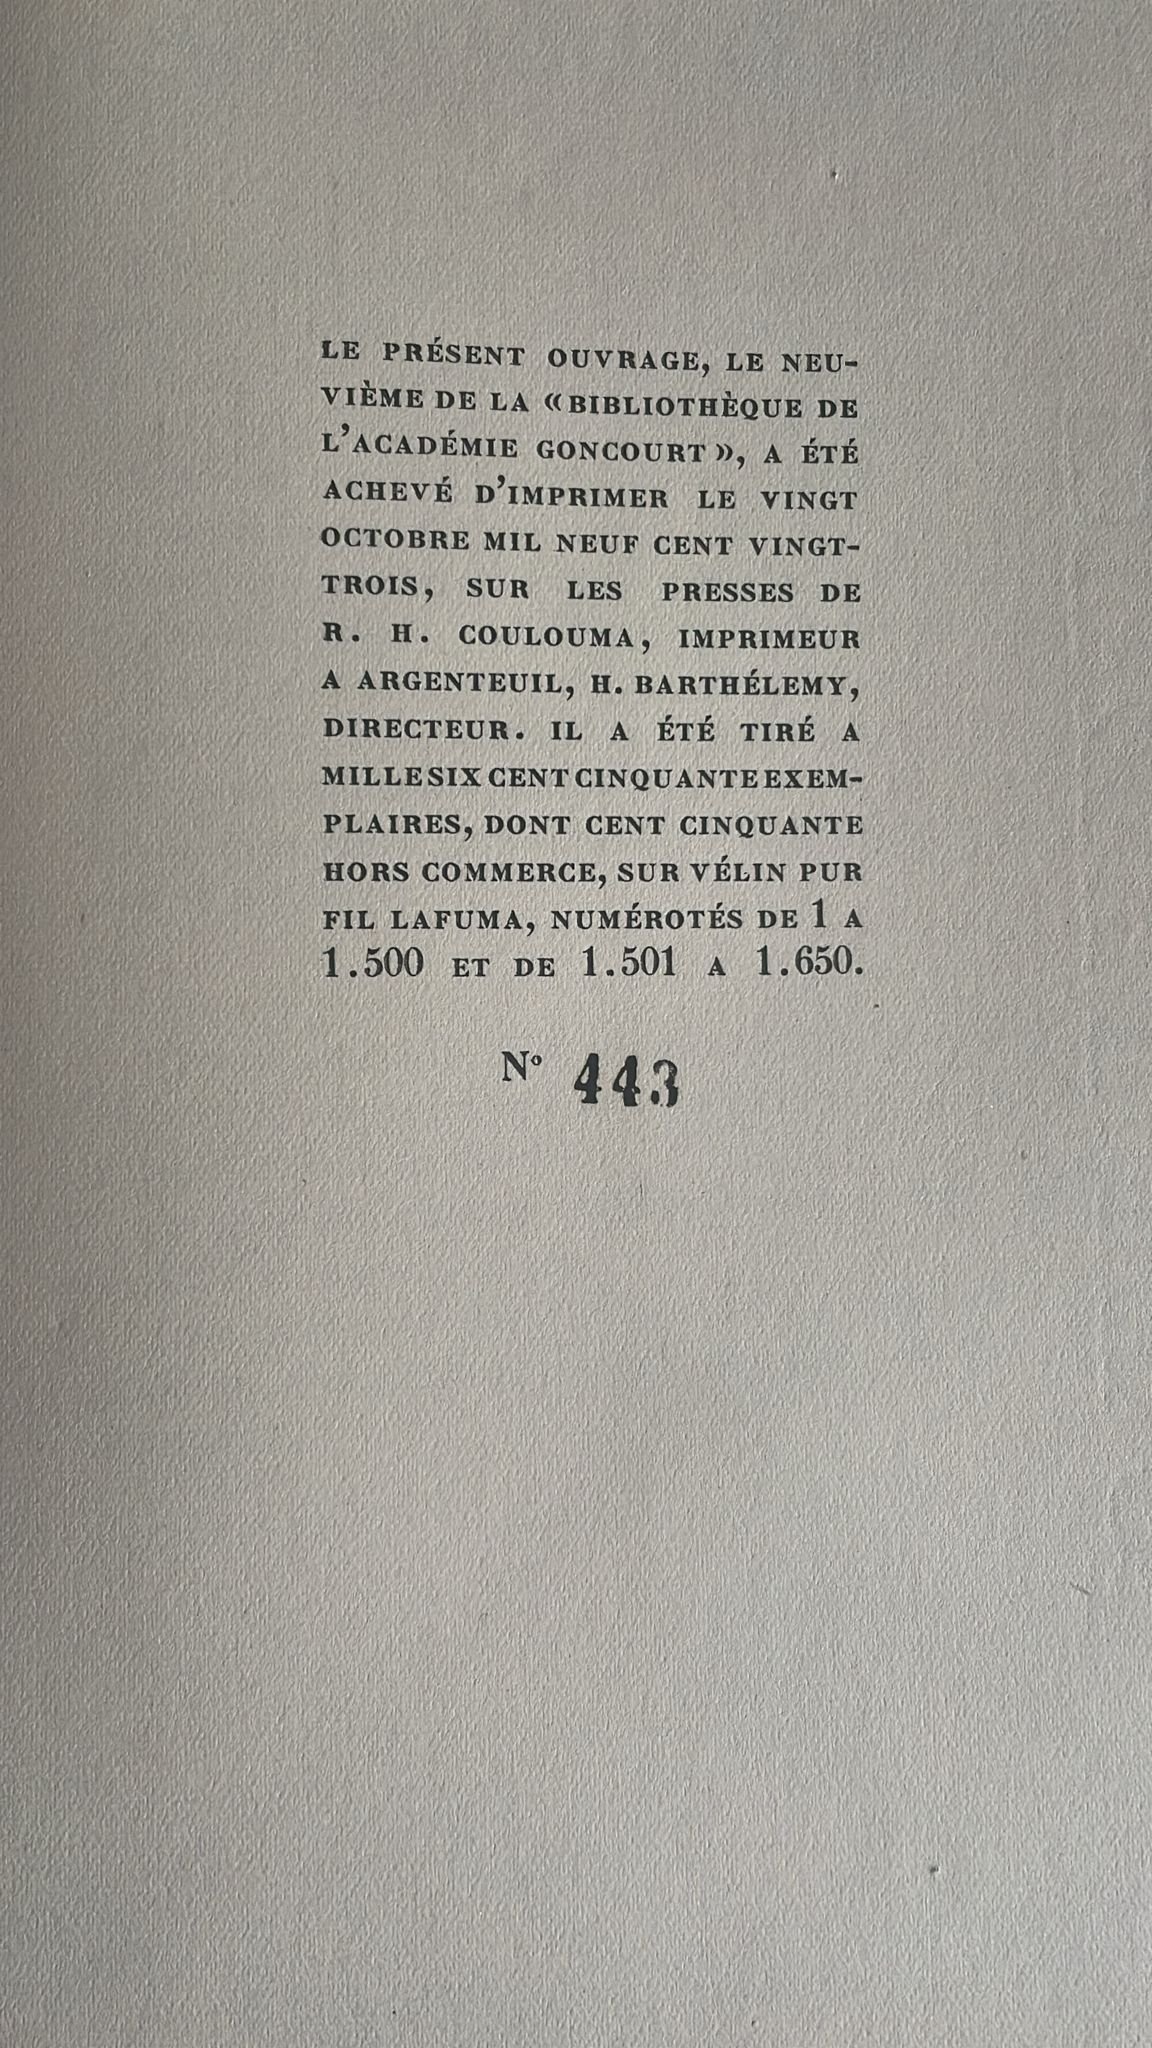 LE PRÉSENT OUVRAGE, LE NEU-
VIÈME DE LA «BIBLIOTHÈQUE DE
L'ACADÉMIE GONCOURT», A ÉTÉ
ACHEVÉ D'IMPRIMER LE VINGT
OCTOBRE MIL NEUF CENT VINGT-
TROIS, SUR LES PRESSES DE
R. H. COULOUMA, IMPRIMEUR
A ARGENTEUIL, H. BARTHÉLEMY,
DIRECTEUR. IL A ÉTÉ TIRÉ A
MILLE SIX CENT CINQUANTE EXEM-
PLAIRES, DONT CENT CINQUANTE
HORS COMMERCE, SUR VÉLIN PUR
FIL LAFUMA, NUMÉROTÉS DE 1 A
1.500 ET DE 1.501 A 1.650.
Nº 443